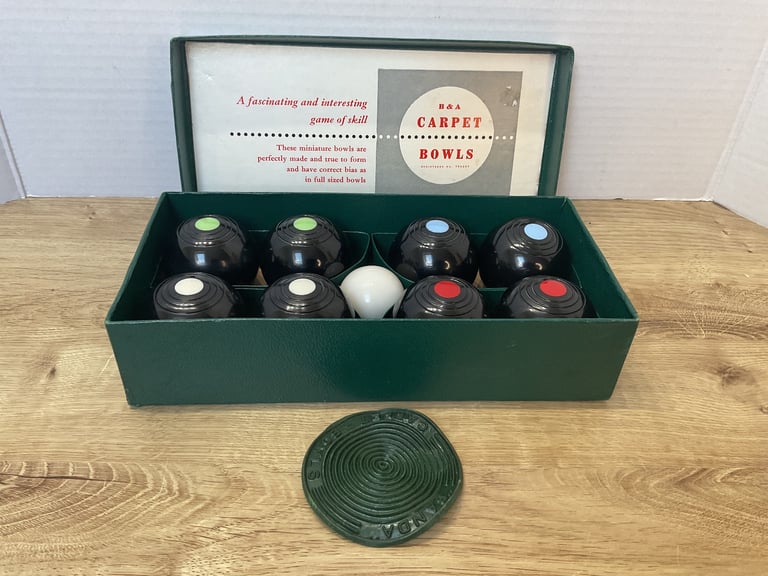 A fascinating and interesting
game of skill
These miniature bowls are
perfectly made and true to form
and have correct bias as
in full sized bowls
B & A
CARPET
BOWLS